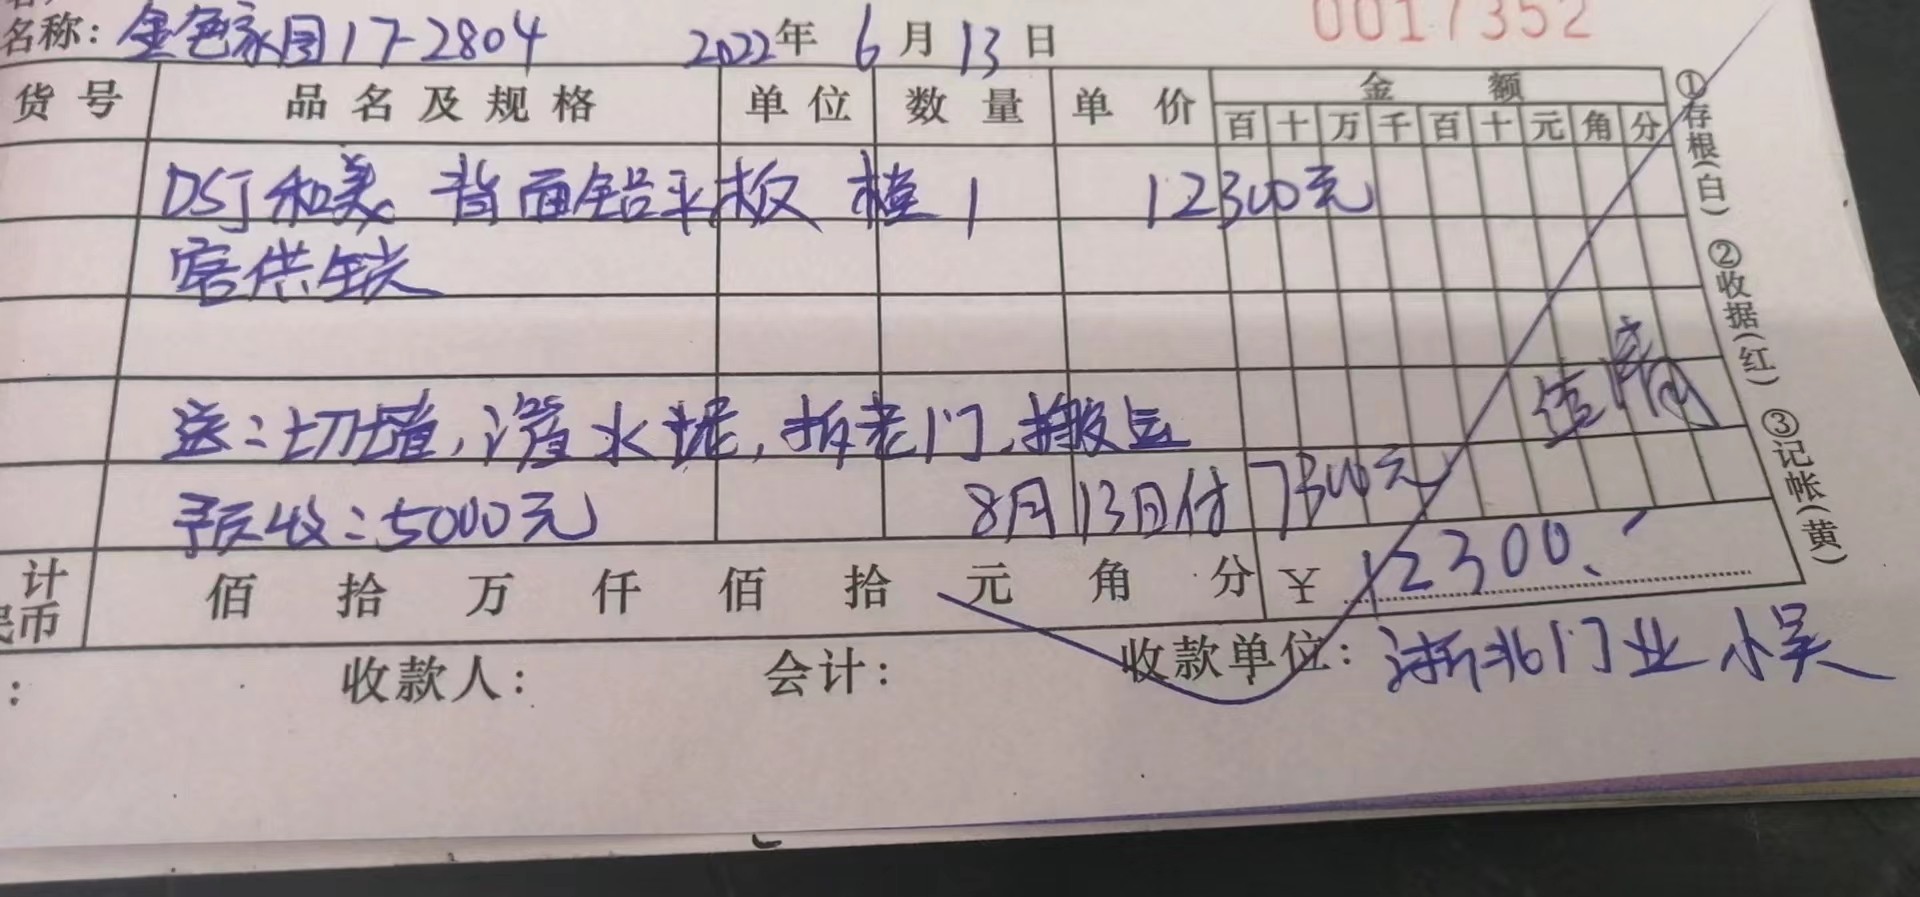 名称: 金色家园17-2804 2022年 6月 13日 0017352
货号 品名及规格 单位 数量 单价 金额
百 十 万 千 百 十 元 角 分
DSJ和美 背面铝平板 樘 1 12300元
客供锁
送:切墙,灌水泥,拆老门.搬运
预收:5000元 8月13日付 7300元
计 佰 拾 万 仟 佰 拾 元 角 分 ¥ 12300.
民币
: 收款人: 会计: 收款单位: 浙北门业 小吴
①存根(白) ②收据(红) ③记帐(黄)